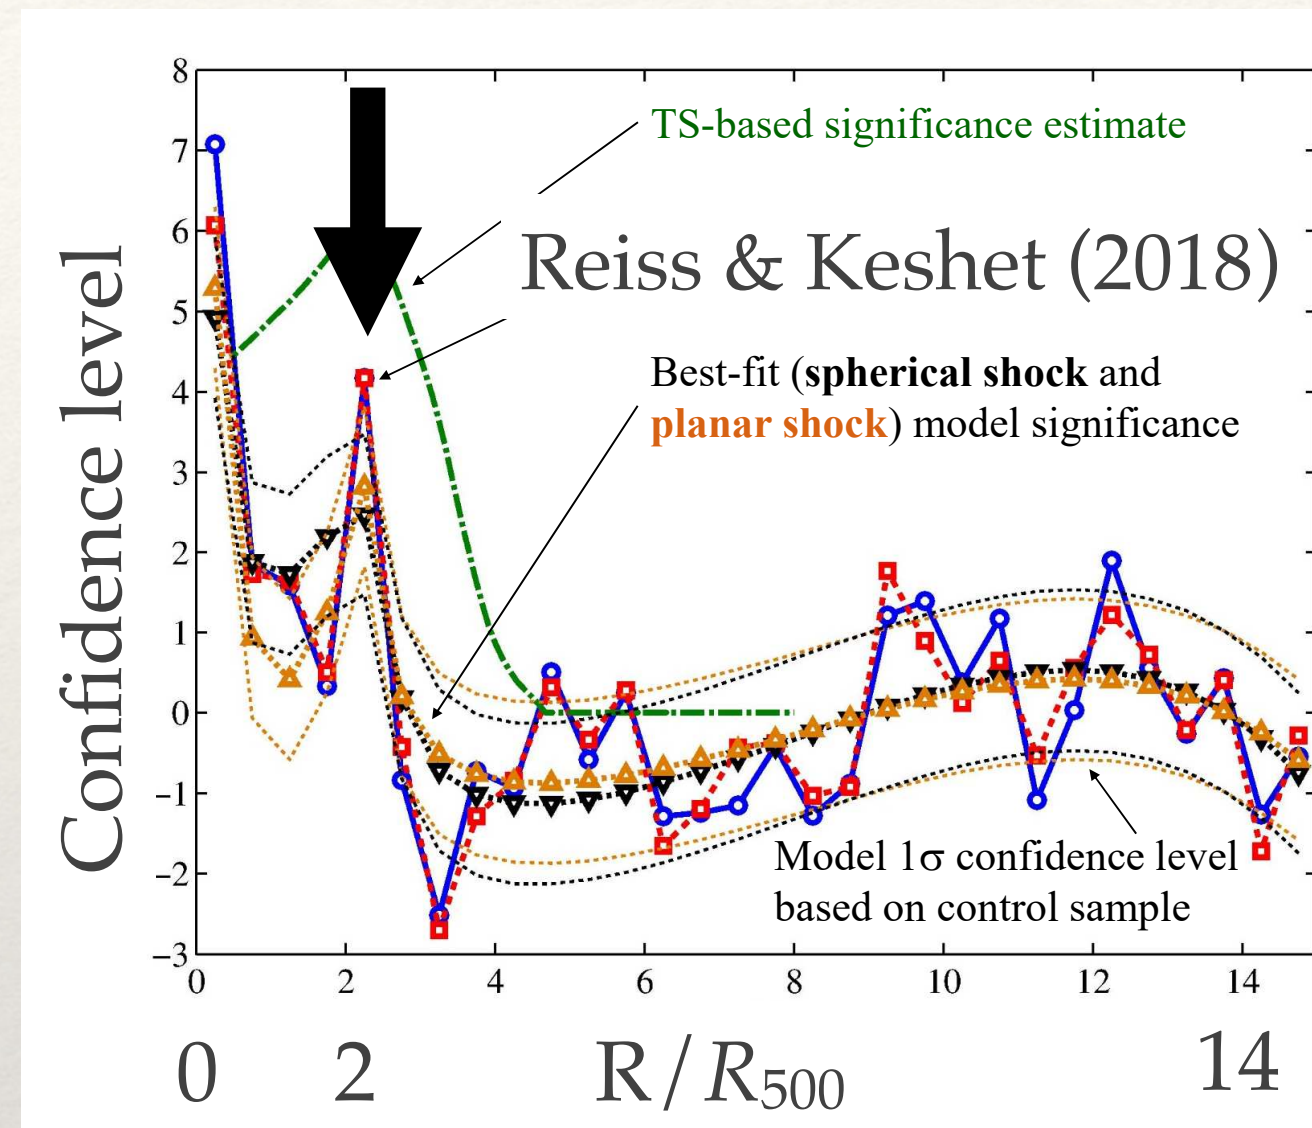 8
7
6
5
4
3
2
1
0
−1
−2
−3
Confidence level
TS-based significance estimate
Reiss & Keshet (2018)
Best-fit (spherical shock and
planar shock) model significance
Model 1σ confidence level
based on control sample
0 2 4 6 8 10 12 14
0 2 R/R500 14